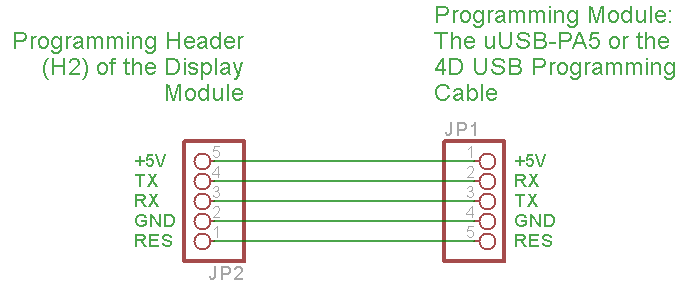 Programming Header
(H2) of the Display
Module
Programming Module:
The uUSB-PA5 or the
4D USB Programming
Cable
JP1
+5V 5 1 +5V
TX 4 2 RX
RX 3 3 TX
GND 2 4 GND
RES 1 5 RES
JP2